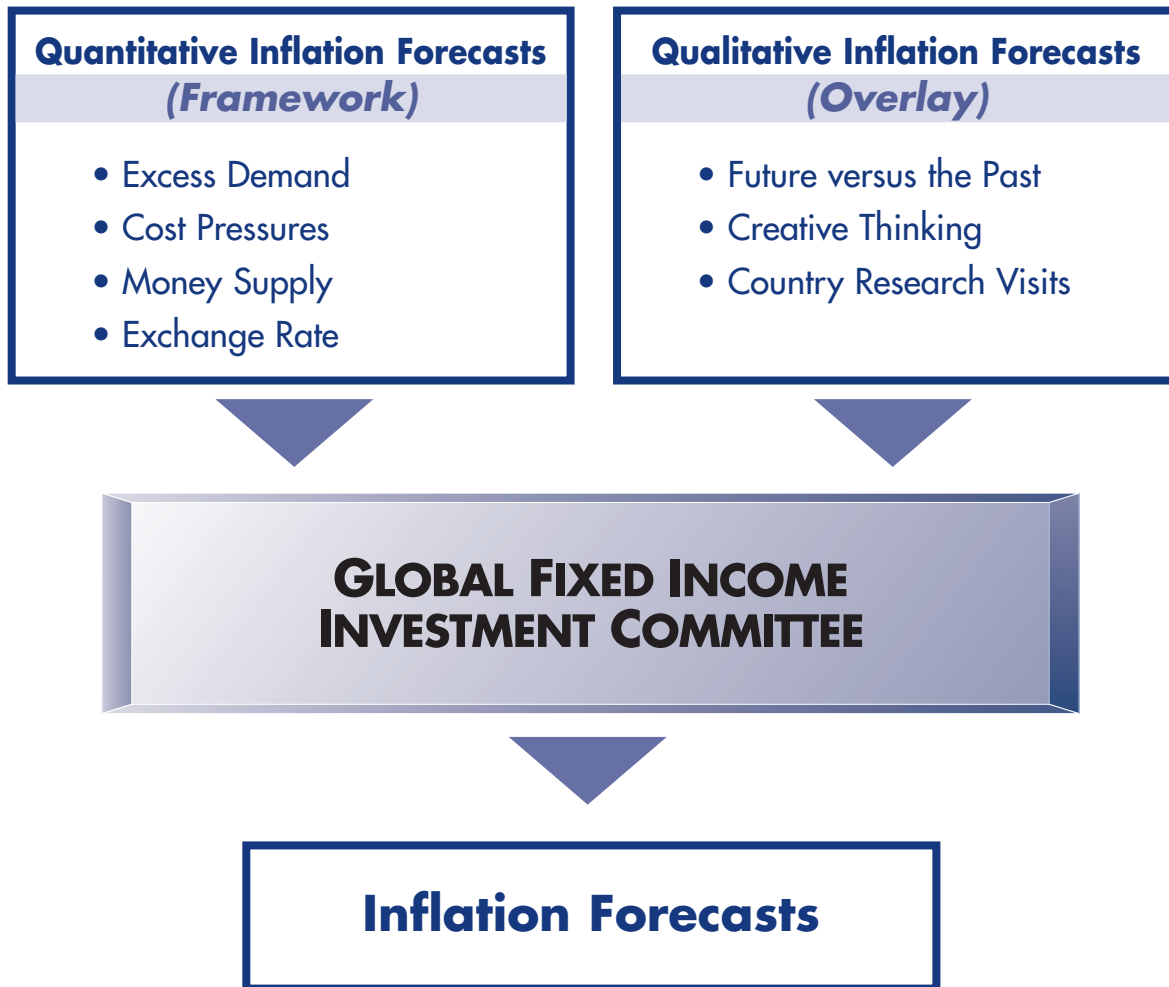 Quantitative Inflation Forecasts
(Framework)
• Excess Demand
• Cost Pressures
• Money Supply
• Exchange Rate
Qualitative Inflation Forecasts
(Overlay)
• Future versus the Past
• Creative Thinking
• Country Research Visits
GLOBAL FIXED INCOME
INVESTMENT COMMITTEE
Inflation Forecasts